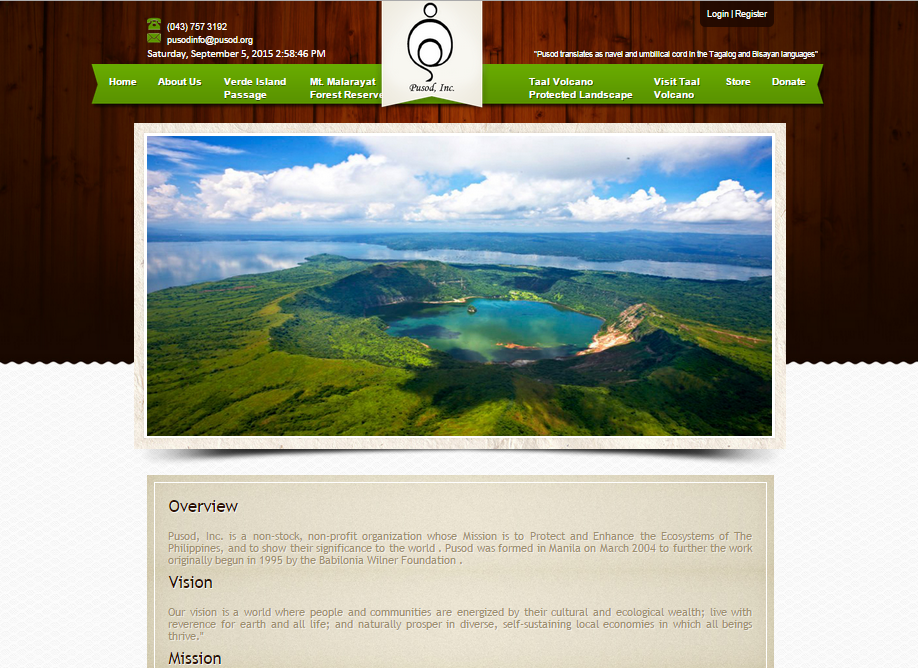 Login | Register
(043) 757 3192
pusodinfo@pusod.org
Saturday, September 5, 2015 2:58:46 PM
"Pusod translates as navel and umbilical cord in the Tagalog and Bisayan languages"
Pusod, Inc.
Home
About Us
Verde Island
Passage
Mt. Malarayat
Forest Reserve
Taal Volcano
Protected Landscape
Visit Taal
Volcano
Store
Donate
Overview
Pusod, Inc. is a non-stock, non-profit organization whose Mission is to Protect and Enhance the Ecosystems of The
Philippines, and to show their significance to the world . Pusod was formed in Manila on March 2004 to further the work
originally begun in 1995 by the Babilonia Wilner Foundation .
Vision
Our vision is a world where people and communities are energized by their cultural and ecological wealth; live with
reverence for earth and all life; and naturally prosper in diverse, self-sustaining local economies in which all beings
thrive."
Mission